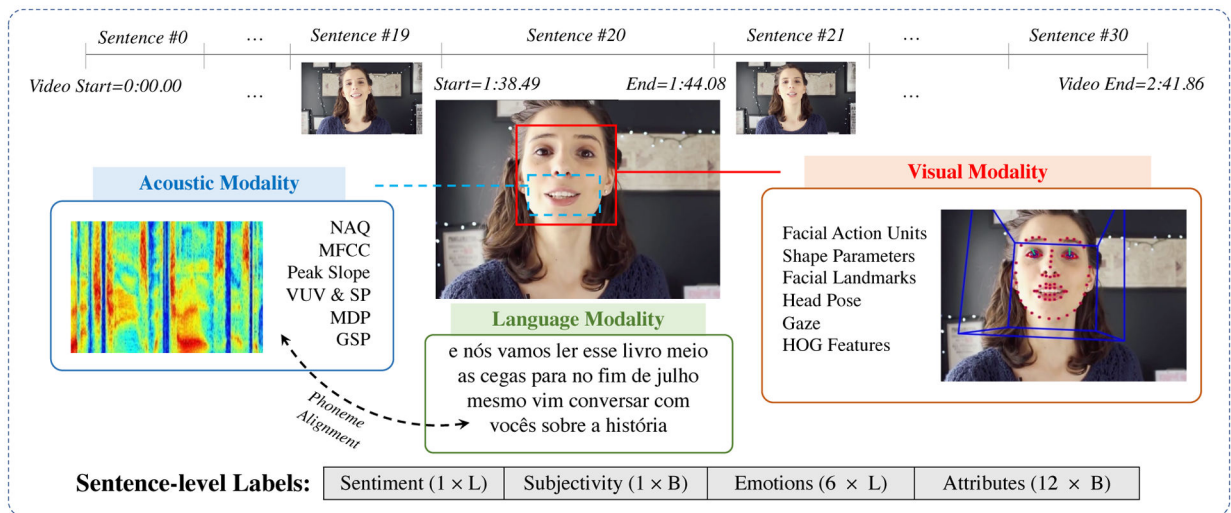 Sentence #0 ... Sentence #19 Sentence #20 Sentence #21 ... Sentence #30
Video Start=0:00.00 ... Start=1:38.49 End=1:44.08 ... Video End=2:41.86
Acoustic Modality
NAQ
MFCC
Peak Slope
VUV & SP
MDP
GSP
Phoneme
Alignment
Language Modality
e nós vamos ler esse livro meio
as cegas para no fim de julho
mesmo vim conversar com
vocês sobre a história
Visual Modality
Facial Action Units
Shape Parameters
Facial Landmarks
Head Pose
Gaze
HOG Features
Sentence-level Labels: Sentiment (1 × L) Subjectivity (1 × B) Emotions (6 × L) Attributes (12 × B)